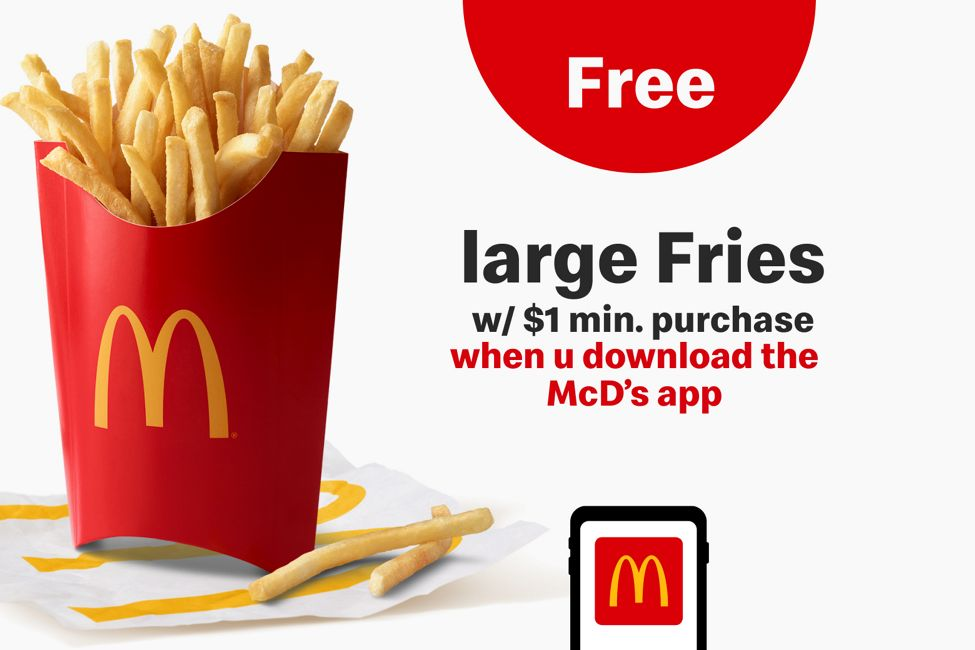 Free
large Fries
w/ $1 min. purchase
when u download the
McD’s app